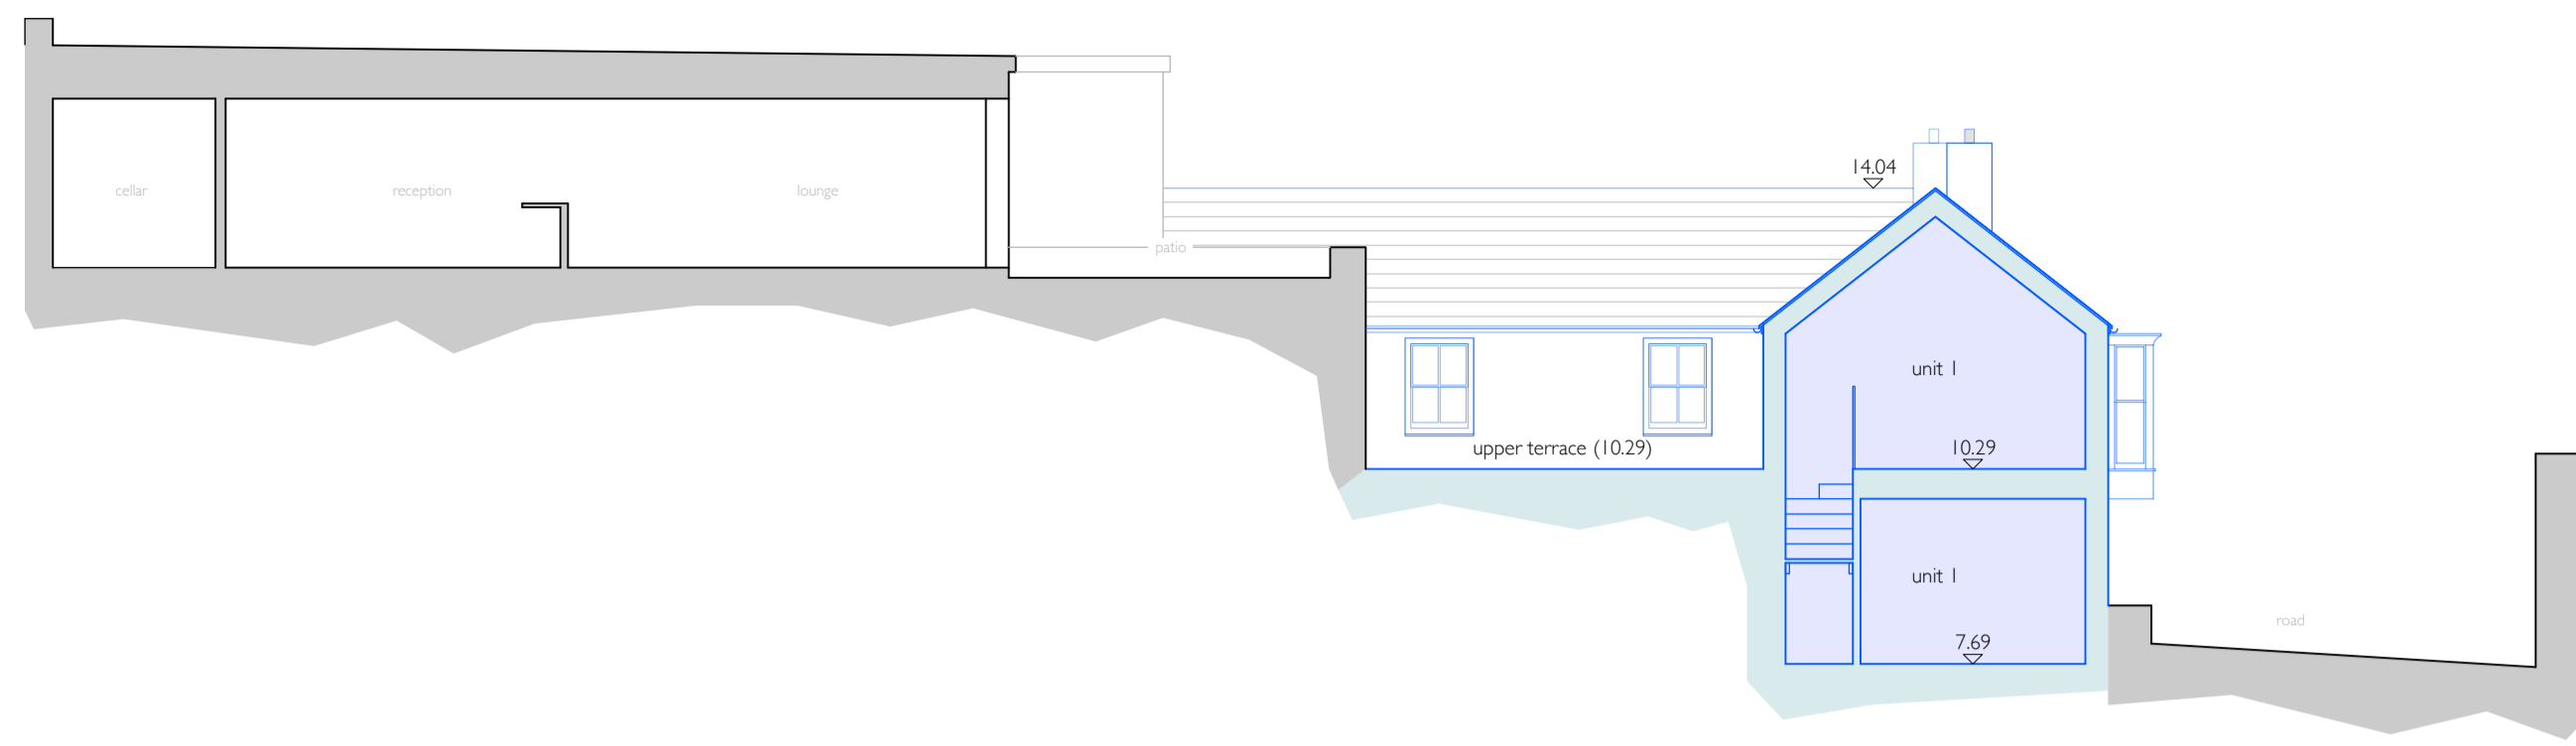 14.04
cellar
reception
lounge
patio
unit 1
upper terrace (10.29)
10.29
unit 1
road
7.69